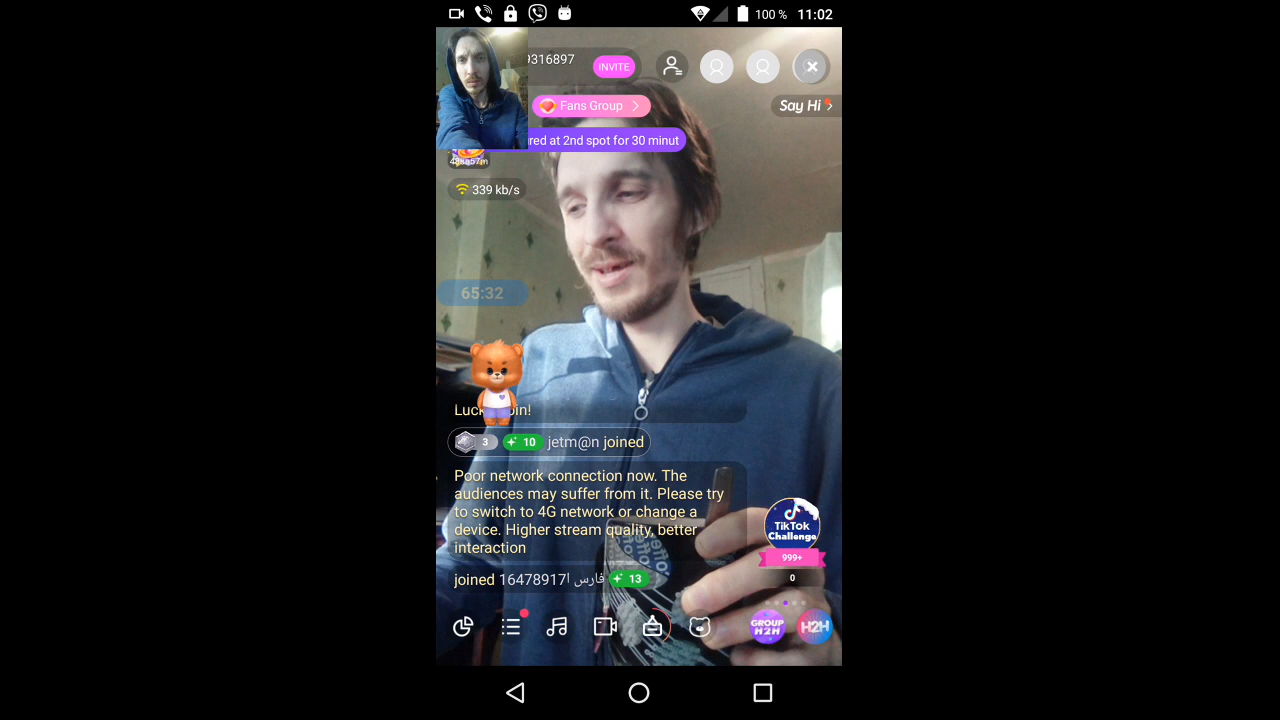 100 %
11:02
9316897
INVITE
Fans Group
Say Hi
red at 2nd spot for 30 minut
339 kb/s
65:32
3
10
jetm@n joined
Poor network connection now. The
audiences may suffer from it. Please try
to switch to 4G network or change a
device. Higher stream quality, better
interaction
joined 16478917فارس ا
13
TikTok
Challenge
999+
0
GROUP
H2H
H2H